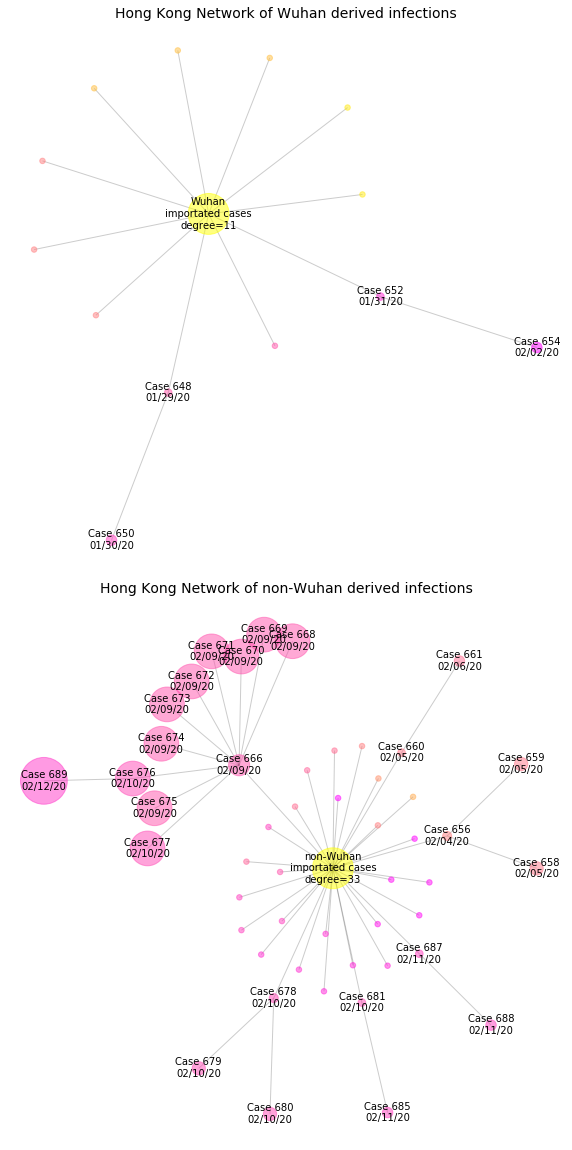 Hong Kong Network of Wuhan derived infections
Wuhan
importated cases
degree=11
Case 652
01/31/20
Case 654
02/02/20
Case 648
01/29/20
Case 650
01/30/20
Hong Kong Network of non-Wuhan derived infections
Case 669
02/09/20
Case 668
02/09/20
Case 671
02/09/20
Case 670
02/09/20
Case 661
02/06/20
Case 672
02/09/20
Case 673
02/09/20
Case 674
02/09/20
Case 660
02/05/20
Case 666
02/09/20
Case 659
02/05/20
Case 689
02/12/20
Case 676
02/10/20
Case 675
02/09/20
Case 656
02/04/20
Case 677
02/10/20
non-Wuhan
importated cases
degree=33
Case 658
02/05/20
Case 687
02/11/20
Case 678
02/10/20
Case 681
02/10/20
Case 688
02/11/20
Case 679
02/10/20
Case 680
02/10/20
Case 685
02/11/20